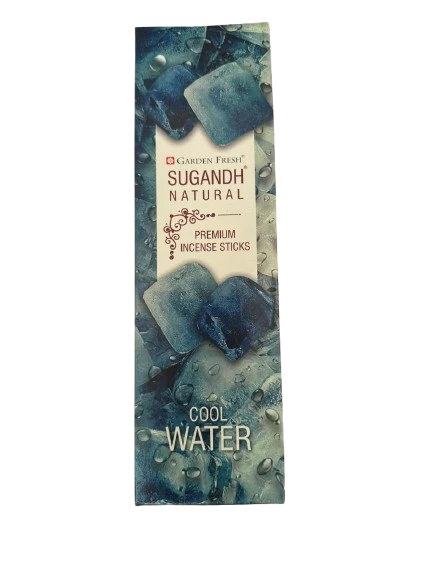 GARDEN FRESH®
SUGANDH®
NATURAL
PREMIUM
INCENSE STICKS
COOL
WATER